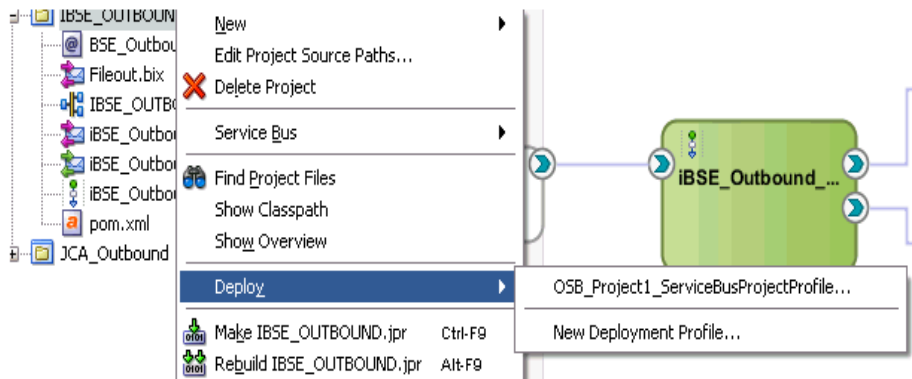 IBSE_OUTBOUN
BSE_Outbou
Fileout.bix
IBSE_OUTB
iBSE_Outbo
iBSE_Outbo
iBSE_Outbo
pom.xml
JCA_Outbound
New
Edit Project Source Paths...
Delete Project
Service Bus
Find Project Files
Show Classpath
Show Overview
Deploy
Make IBSE_OUTBOUND.jpr Ctrl-F9
Rebuild IBSE_OUTBOUND.jpr Alt-F9
iBSE_Outbound_...
OSB_Project1_ServiceBusProjectProfile...
New Deployment Profile...